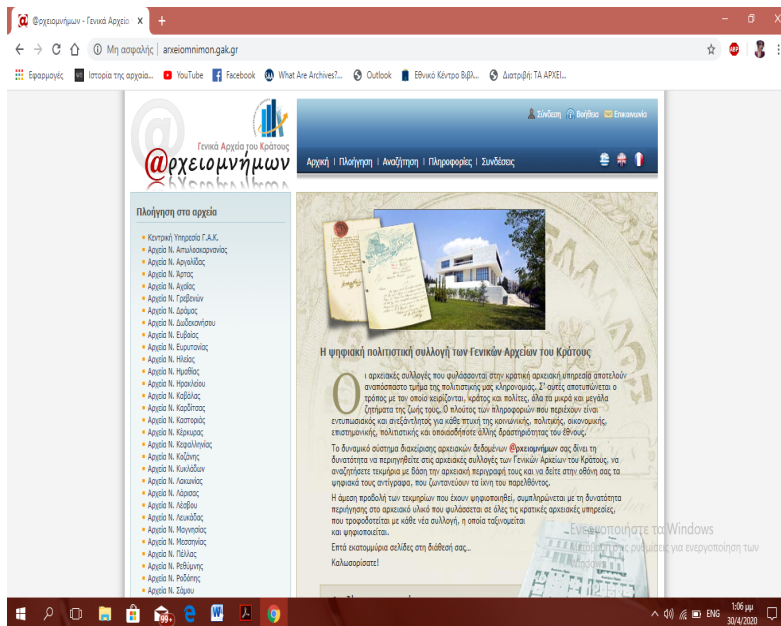 @ρχειομνήμων - Γενικά Αρχεία
Μη ασφαλής | arxeiomnimon.gak.gr
Εφαρμογές Ιστορία της αρχαία... YouTube Facebook What Are Archives?... Outlook Εθνικό Κέντρο Βιβλ... Διατριβή: ΤΑ ΑΡΧΕΙ...
Σύνδεση Βοήθεια Επικοινωνία
Γενικά Αρχεία του Κράτους
@ρχειομνήμων
Αρχική | Πλοήγηση | Αναζήτηση | Πληροφορίες | Συνδέσεις
Πλοήγηση στα αρχεία
Κεντρική Υπηρεσία Γ.Α.Κ.
Αρχεία Ν. Αιτωλοακαρνανίας
Αρχεία Ν. Αργολίδας
Αρχεία Ν. Άρτας
Αρχεία Ν. Αχαΐας
Αρχεία Ν. Γρεβενών
Αρχεία Ν. Δράμας
Αρχεία Ν. Δωδεκανήσου
Αρχεία Ν. Ευβοίας
Αρχεία Ν. Ευρυτανίας
Αρχεία Ν. Ηλείας
Αρχεία Ν. Ημαθίας
Αρχεία Ν. Ηρακλείου
Αρχεία Ν. Καβάλας
Αρχεία Ν. Καρδίτσας
Αρχεία Ν. Καστοριάς
Αρχεία Ν. Κέρκυρας
Αρχεία Ν. Κεφαλληνίας
Αρχεία Ν. Κοζάνης
Αρχεία Ν. Κυκλάδων
Αρχεία Ν. Λακωνίας
Αρχεία Ν. Λάρισας
Αρχεία Ν. Λέσβου
Αρχεία Ν. Λευκάδας
Αρχεία Ν. Μαγνησίας
Αρχεία Ν. Μεσσηνίας
Αρχεία Ν. Πέλλας
Αρχεία Ν. Ρεθύμνης
Αρχεία Ν. Ροδόπης
Αρχεία Ν. Σάμου
Η ψηφιακή πολιτιστική συλλογή των Γενικών Αρχείων του Κράτους
Οι αρχειακές συλλογές που φυλάσσονται στην κρατική αρχειακή υπηρεσία αποτελούν
αναπόσπαστο τμήμα της πολιτιστικής μας κληρονομιάς. Σ' αυτές αποτυπώνεται ο
τρόπος με τον οποίο χειρίζονται, κράτος και πολίτες, όλα τα μικρά και μεγάλα
ζητήματα της ζωής τους. Ο πλούτος των πληροφοριών που περιέχουν είναι
εντυπωσιακός και ανεξάντλητος για κάθε πτυχή της κοινωνικής, πολιτικής, οικονομικής,
επιστημονικής, πολιτιστικής και οποιασδήποτε άλλης δραστηριότητας του έθνους.
Το δυναμικό σύστημα διαχείρισης αρχειακών δεδομένων @ρχειομνήμων σας δίνει τη
δυνατότητα να περιηγηθείτε στις αρχειακές συλλογές των Γενικών Αρχείων του Κράτους, να
αναζητήσετε τεκμήρια με βάση την αρχειακή περιγραφή τους και να δείτε στην οθόνη σας τα
ψηφιακά τους αντίγραφα, που ζωντανεύουν τα ίχνη του παρελθόντος.
Η άμεση προβολή των τεκμηρίων που έχουν ψηφιοποιηθεί, συμπληρώνεται με τη δυνατότητα
περιήγησης στο αρχειακό υλικό που φυλάσσεται σε όλες τις κρατικές αρχειακές υπηρεσίες,
που τροφοδοτείται με κάθε νέα συλλογή, η οποία ταξινομείται
και ψηφιοποιείται.
Επτά εκατομμύρια σελίδες στη διάθεσή σας...
Καλωσορίσατε!
Ενεργοποιήστε τα Windows
Μετάβαση στις ρυθμίσεις για ενεργοποίηση των
Windows.
99+
ENG
1:06 μμ
30/4/2020